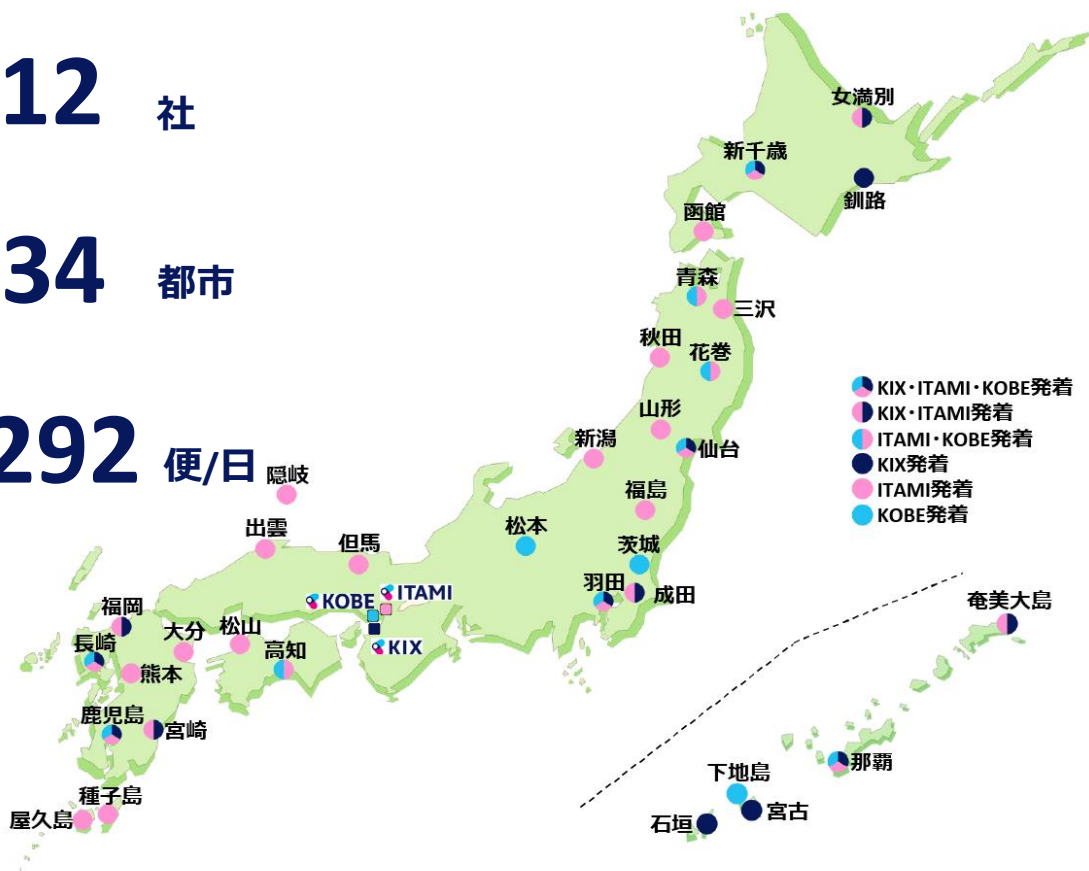 12 社
34 都市
292 便/日
女満別
新千歳
釧路
函館
青森
三沢
秋田
花巻
山形
新潟
仙台
福島
隠岐
出雲
但馬
松本
茨城
羽田
成田
KOBE
ITAMI
KIX
福岡
長崎
大分
松山
高知
熊本
鹿児島
宮崎
種子島
屋久島
KIX・ITAMI・KOBE発着
KIX・ITAMI発着
ITAMI・KOBE発着
KIX発着
ITAMI発着
KOBE発着
奄美大島
那覇
下地島
宮古
石垣